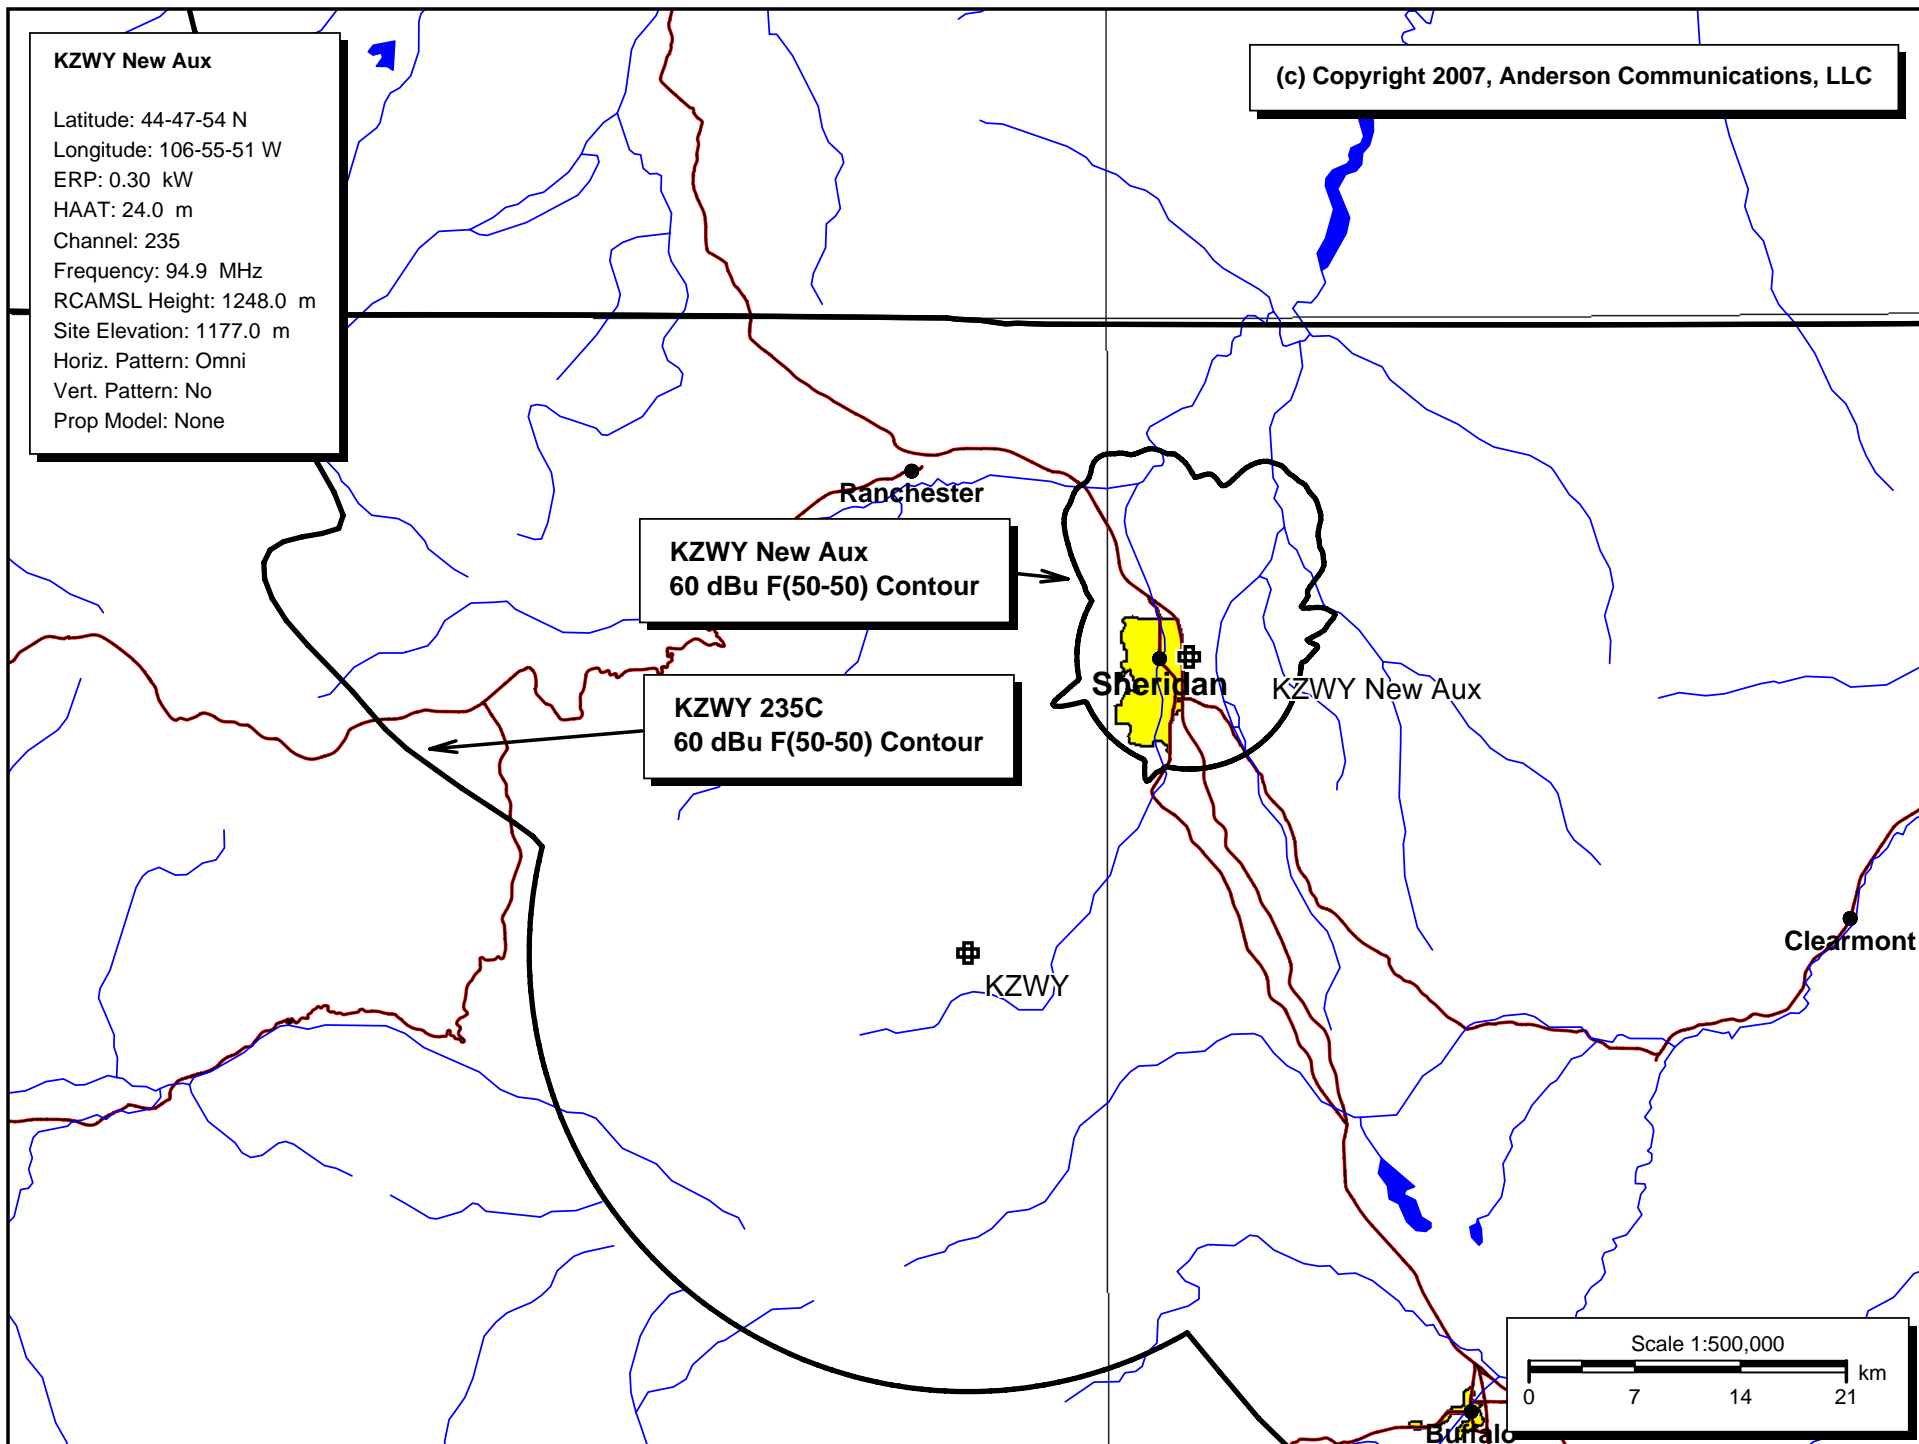 KZWY New Aux
Latitude: 44-47-54 N
Longitude: 106-55-51 W
ERP: 0.30 kW
HAAT: 24.0 m
Channel: 235
Frequency: 94.9 MHz
RCAMSL Height: 1248.0 m
Site Elevation: 1177.0 m
Horiz. Pattern: Omni
Vert. Pattern: No
Prop Model: None
(c) Copyright 2007, Anderson Communications, LLC
Ranchester
KZWY New Aux
60 dBu F(50-50) Contour
Sheridan
KZWY New Aux
KZWY 235C
60 dBu F(50-50) Contour
Clearmont
KZWY
Scale 1:500,000
km
0 7 14 21
Buffalo